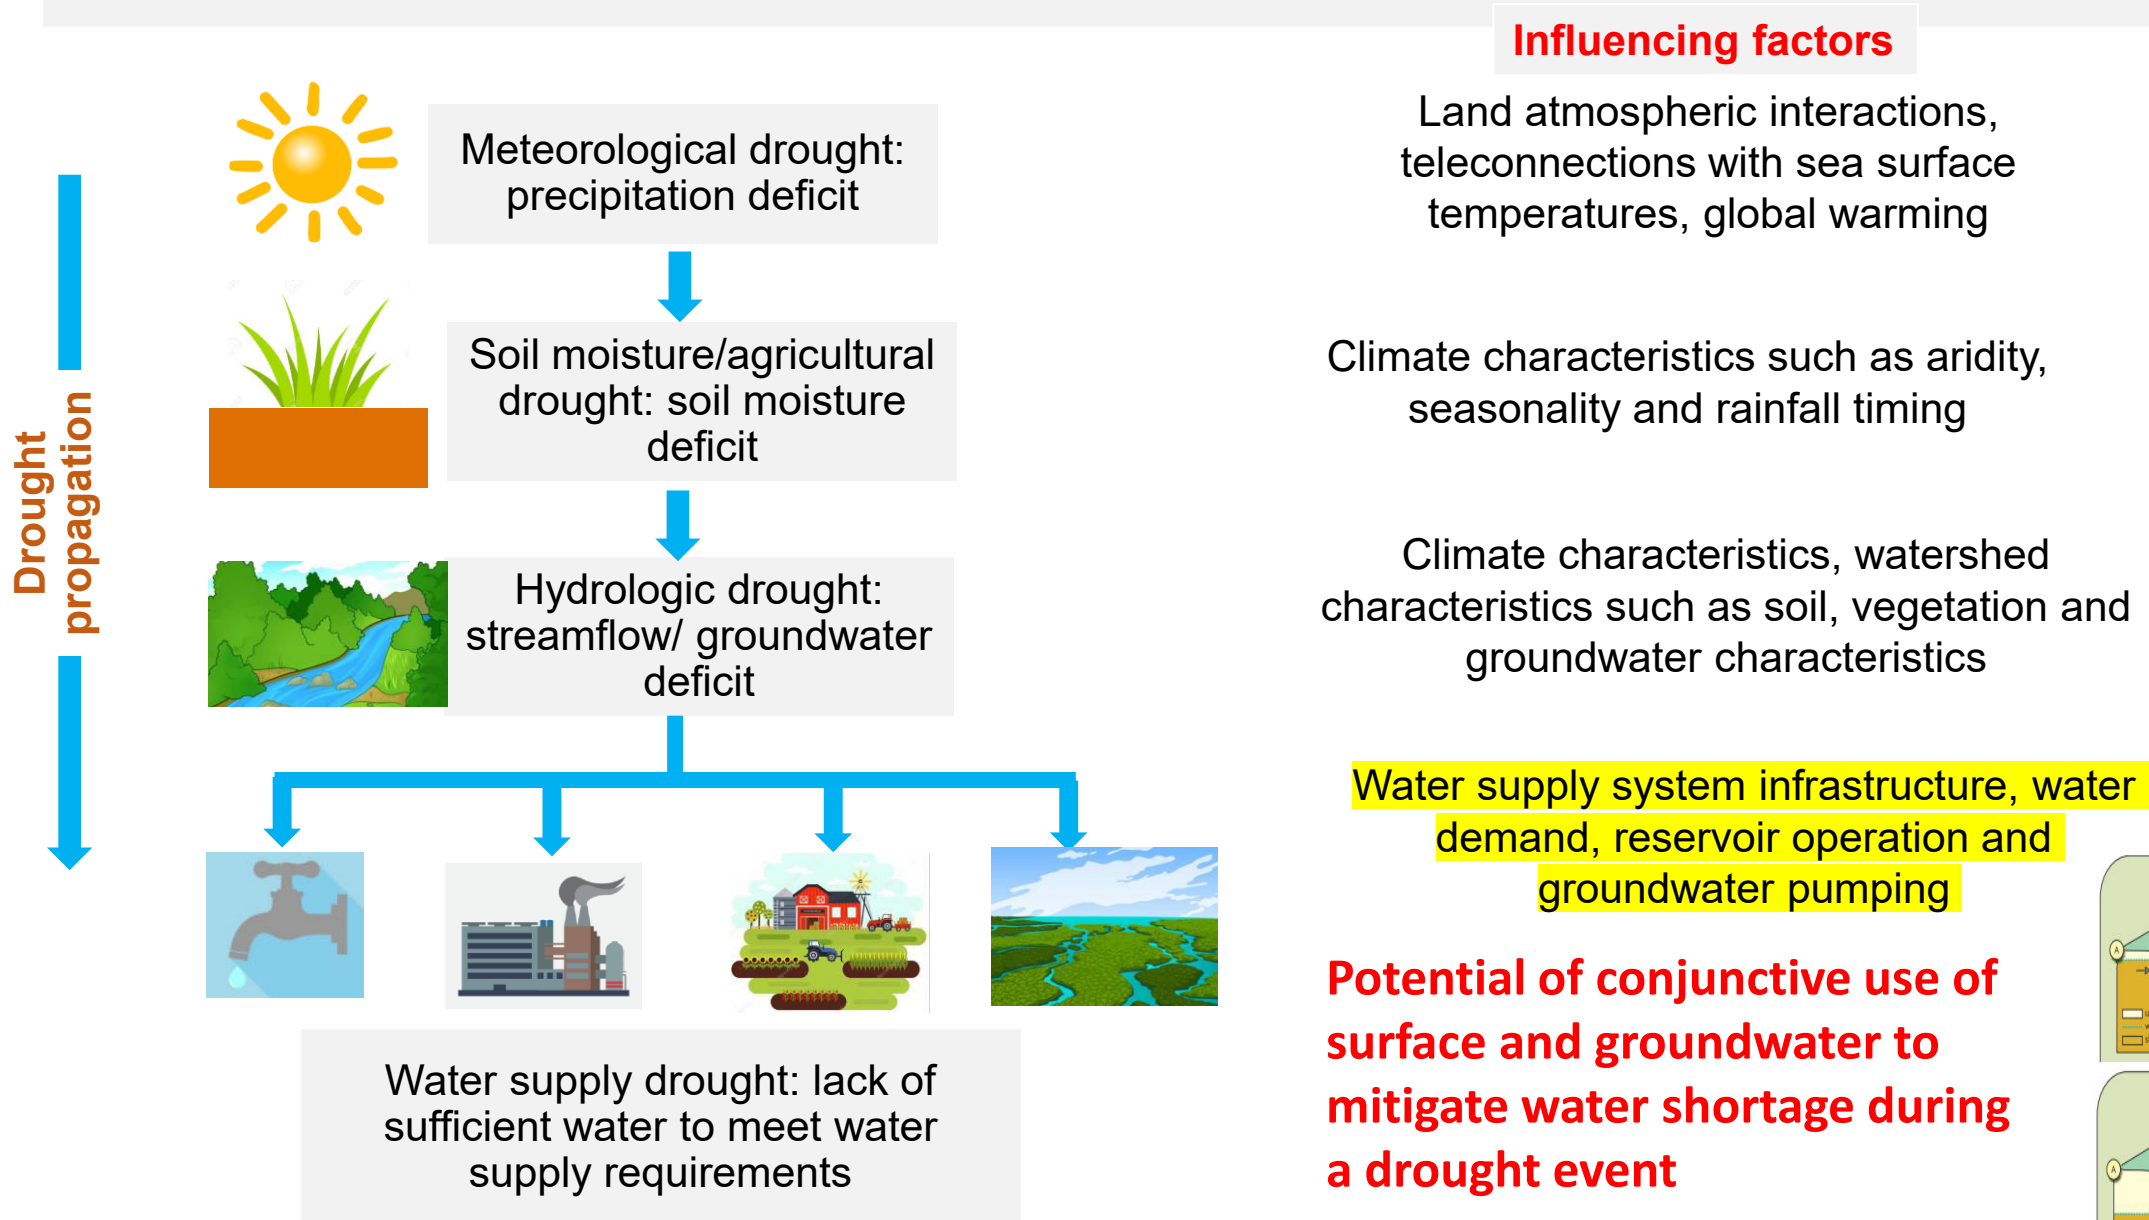 Influencing factors
Meteorological drought:
precipitation deficit
Land atmospheric interactions,
teleconnections with sea surface
temperatures, global warming
Soil moisture/agricultural
drought: soil moisture
deficit
Climate characteristics such as aridity,
seasonality and rainfall timing
Drought
propagation
Hydrologic drought:
streamflow/ groundwater
deficit
Climate characteristics, watershed
characteristics such as soil, vegetation and
groundwater characteristics
Water supply system infrastructure, water
demand, reservoir operation and
groundwater pumping
Potential of conjunctive use of
surface and groundwater to
mitigate water shortage during
a drought event
Water supply drought: lack of
sufficient water to meet water
supply requirements
A
A